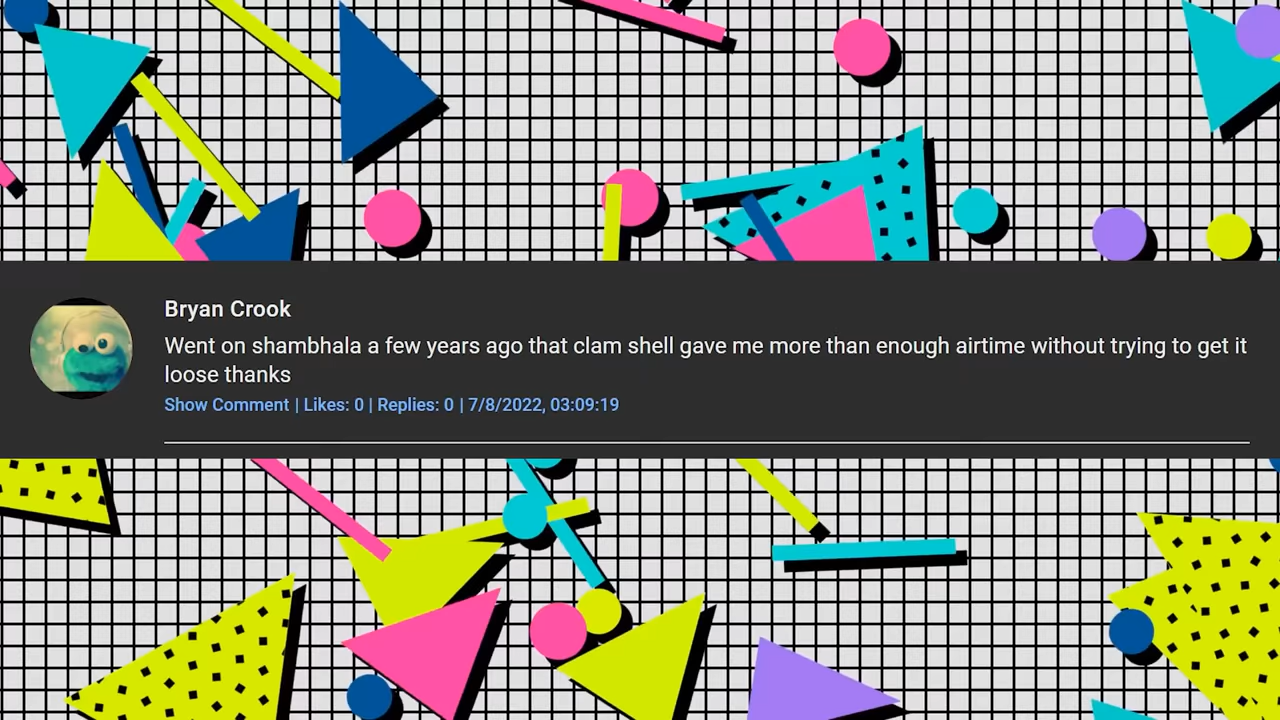 Bryan Crook
Went on shambhala a few years ago that clam shell gave me more than enough airtime without trying to get it
loose thanks
Show Comment | Likes: 0 | Replies: 0 | 7/8/2022, 03:09:19